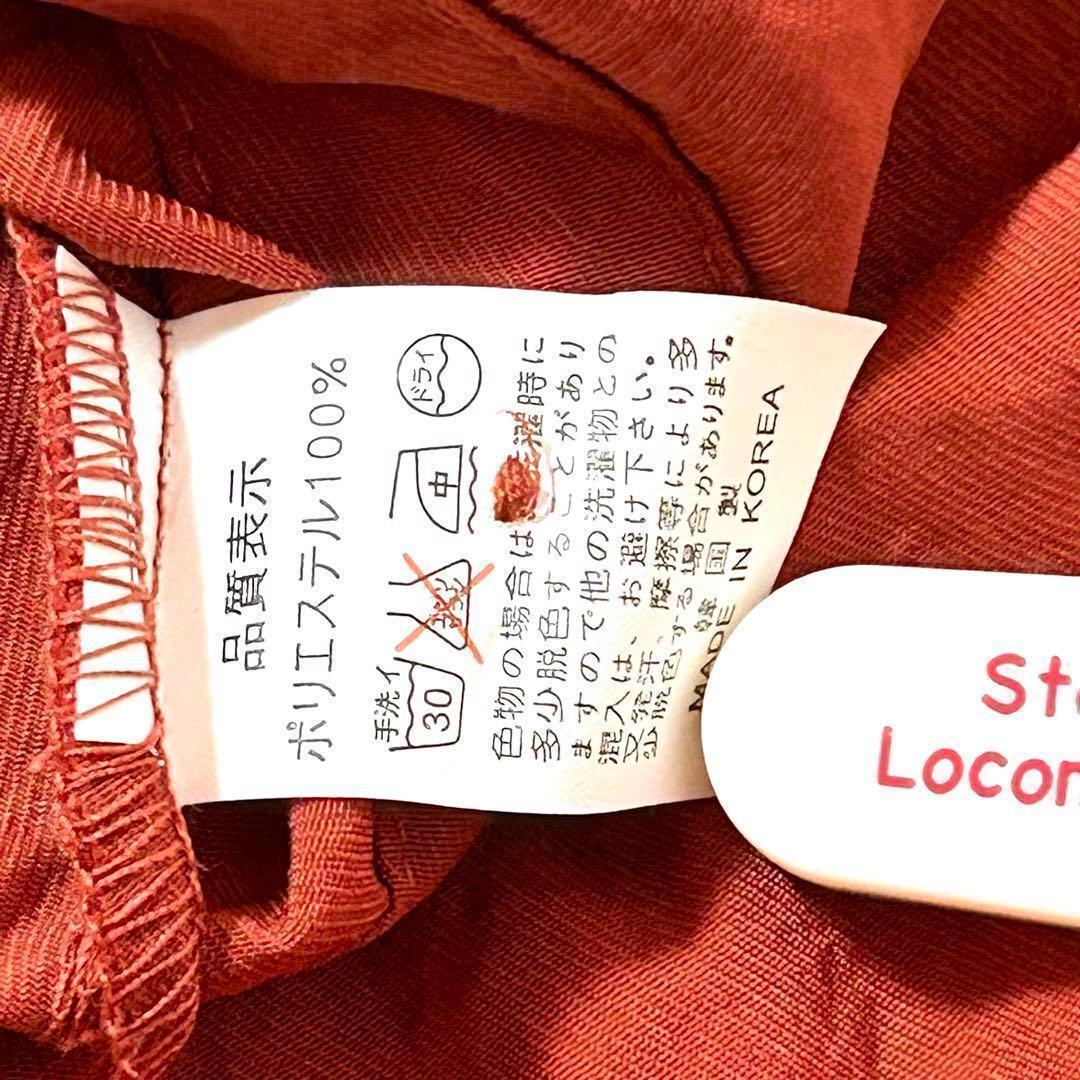 品質表示
ポリエステル100%
手洗イ
30
中
ドライ
色物の場合は 濯時に
多少脱色することがあり
ますので他の洗濯物との
混入は、お避け下さい。
又発汗、摩擦等により多
少脱色する場合があります。
韓国製
MADE IN KOREA